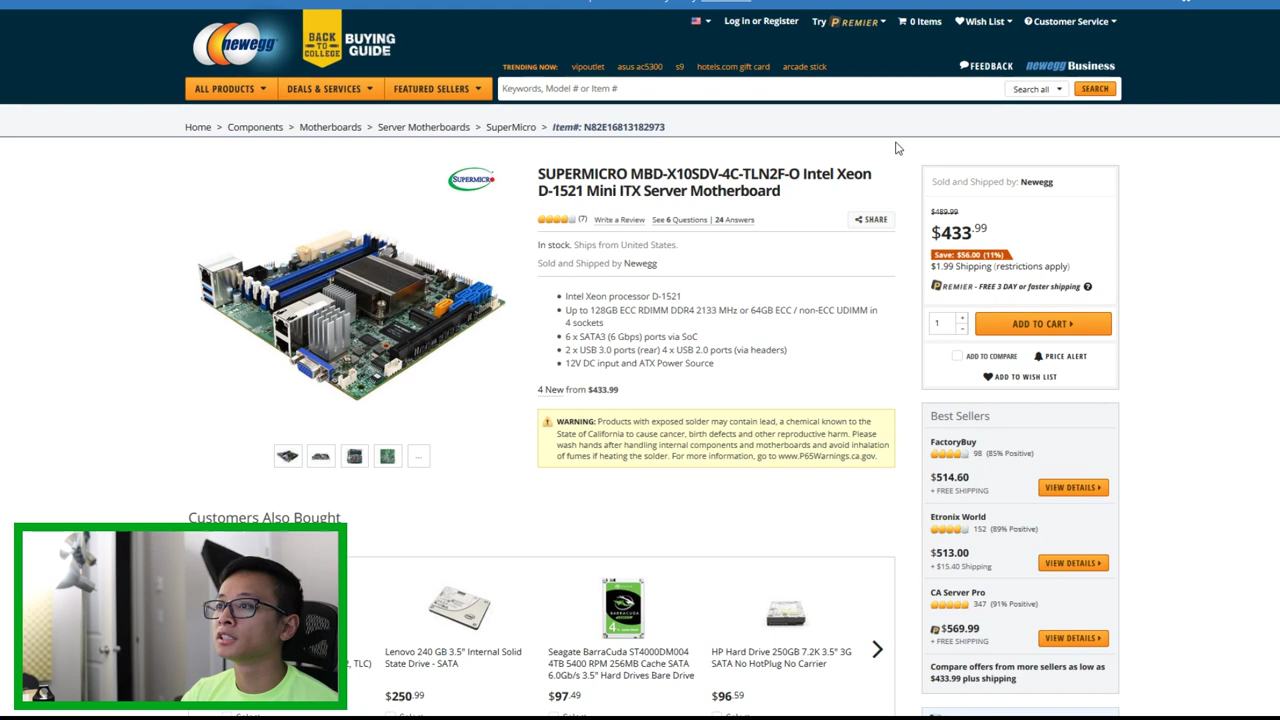 newegg
BACK TO COLLEGE
BUYING GUIDE
Log in or Register
Try PREMIER
0 Items
Wish List
Customer Service
TRENDING NOW: vipoutlet asus ac5300 s9 hotels.com gift card arcade stick
FEEDBACK
newegg Business
ALL PRODUCTS
DEALS & SERVICES
FEATURED SELLERS
Keywords, Model # or Item #
Search all
SEARCH
Home > Components > Motherboards > Server Motherboards > SuperMicro > Item#: N82E16813182973
SUPERMICRO
SUPERMICRO MBD-X10SDV-4C-TLN2F-O Intel Xeon
D-1521 Mini ITX Server Motherboard
(7) Write a Review See 6 Questions | 24 Answers
SHARE
In stock. Ships from United States.
Sold and Shipped by Newegg
• Intel Xeon processor D-1521
• Up to 128GB ECC RDIMM DDR4 2133 MHz or 64GB ECC / non-ECC UDIMM in
4 sockets
• 6 x SATA3 (6 Gbps) ports via SoC
• 2 x USB 3.0 ports (rear) 4 x USB 2.0 ports (via headers)
• 12V DC input and ATX Power Source
4 New from $433.99
WARNING: Products with exposed solder may contain lead, a chemical known to the
State of California to cause cancer, birth defects and other reproductive harm. Please
wash hands after handling internal components and motherboards and avoid inhalation
of fumes if heating the solder. For more information, go to www.P65Warnings.ca.gov.
...
Sold and Shipped by: Newegg
$489.99
$433.99
Save: $56.00 (11%)
$1.99 Shipping (restrictions apply)
PREMIER - FREE 3 DAY or faster shipping
1
ADD TO CART
ADD TO COMPARE
PRICE ALERT
ADD TO WISH LIST
Best Sellers
FactoryBuy
98 (85% Positive)
$514.60
+ FREE SHIPPING
VIEW DETAILS
Etronix World
152 (89% Positive)
$513.00
+ $15.40 Shipping
VIEW DETAILS
CA Server Pro
347 (91% Positive)
$569.99
+ FREE SHIPPING
VIEW DETAILS
Compare offers from more sellers as low as
$433.99 plus shipping
Customers Also Bought
, TLC)
Lenovo 240 GB 3.5" Internal Solid
State Drive - SATA
$250.99
BARRACUDA
4
Seagate BarraCuda ST4000DM004
4TB 5400 RPM 256MB Cache SATA
6.0Gb/s 3.5" Hard Drives Bare Drive
$97.49
HP Hard Drive 250GB 7.2K 3.5" 3G
SATA No HotPlug No Carrier
$96.59